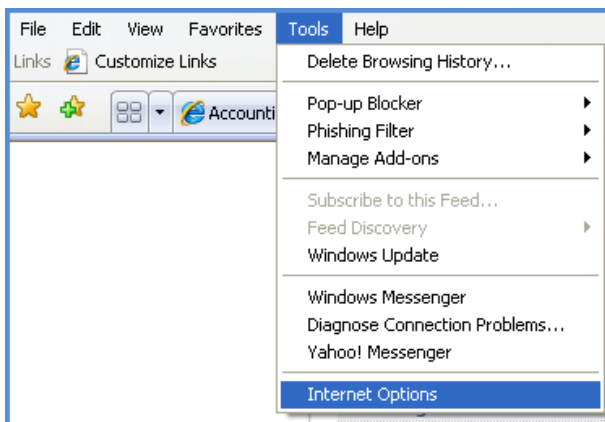 File Edit View Favorites Tools Help
Links Customize Links
Accounti
Delete Browsing History...
Pop-up Blocker
Phishing Filter
Manage Add-ons
Subscribe to this Feed...
Feed Discovery
Windows Update
Windows Messenger
Diagnose Connection Problems...
Yahoo! Messenger
Internet Options